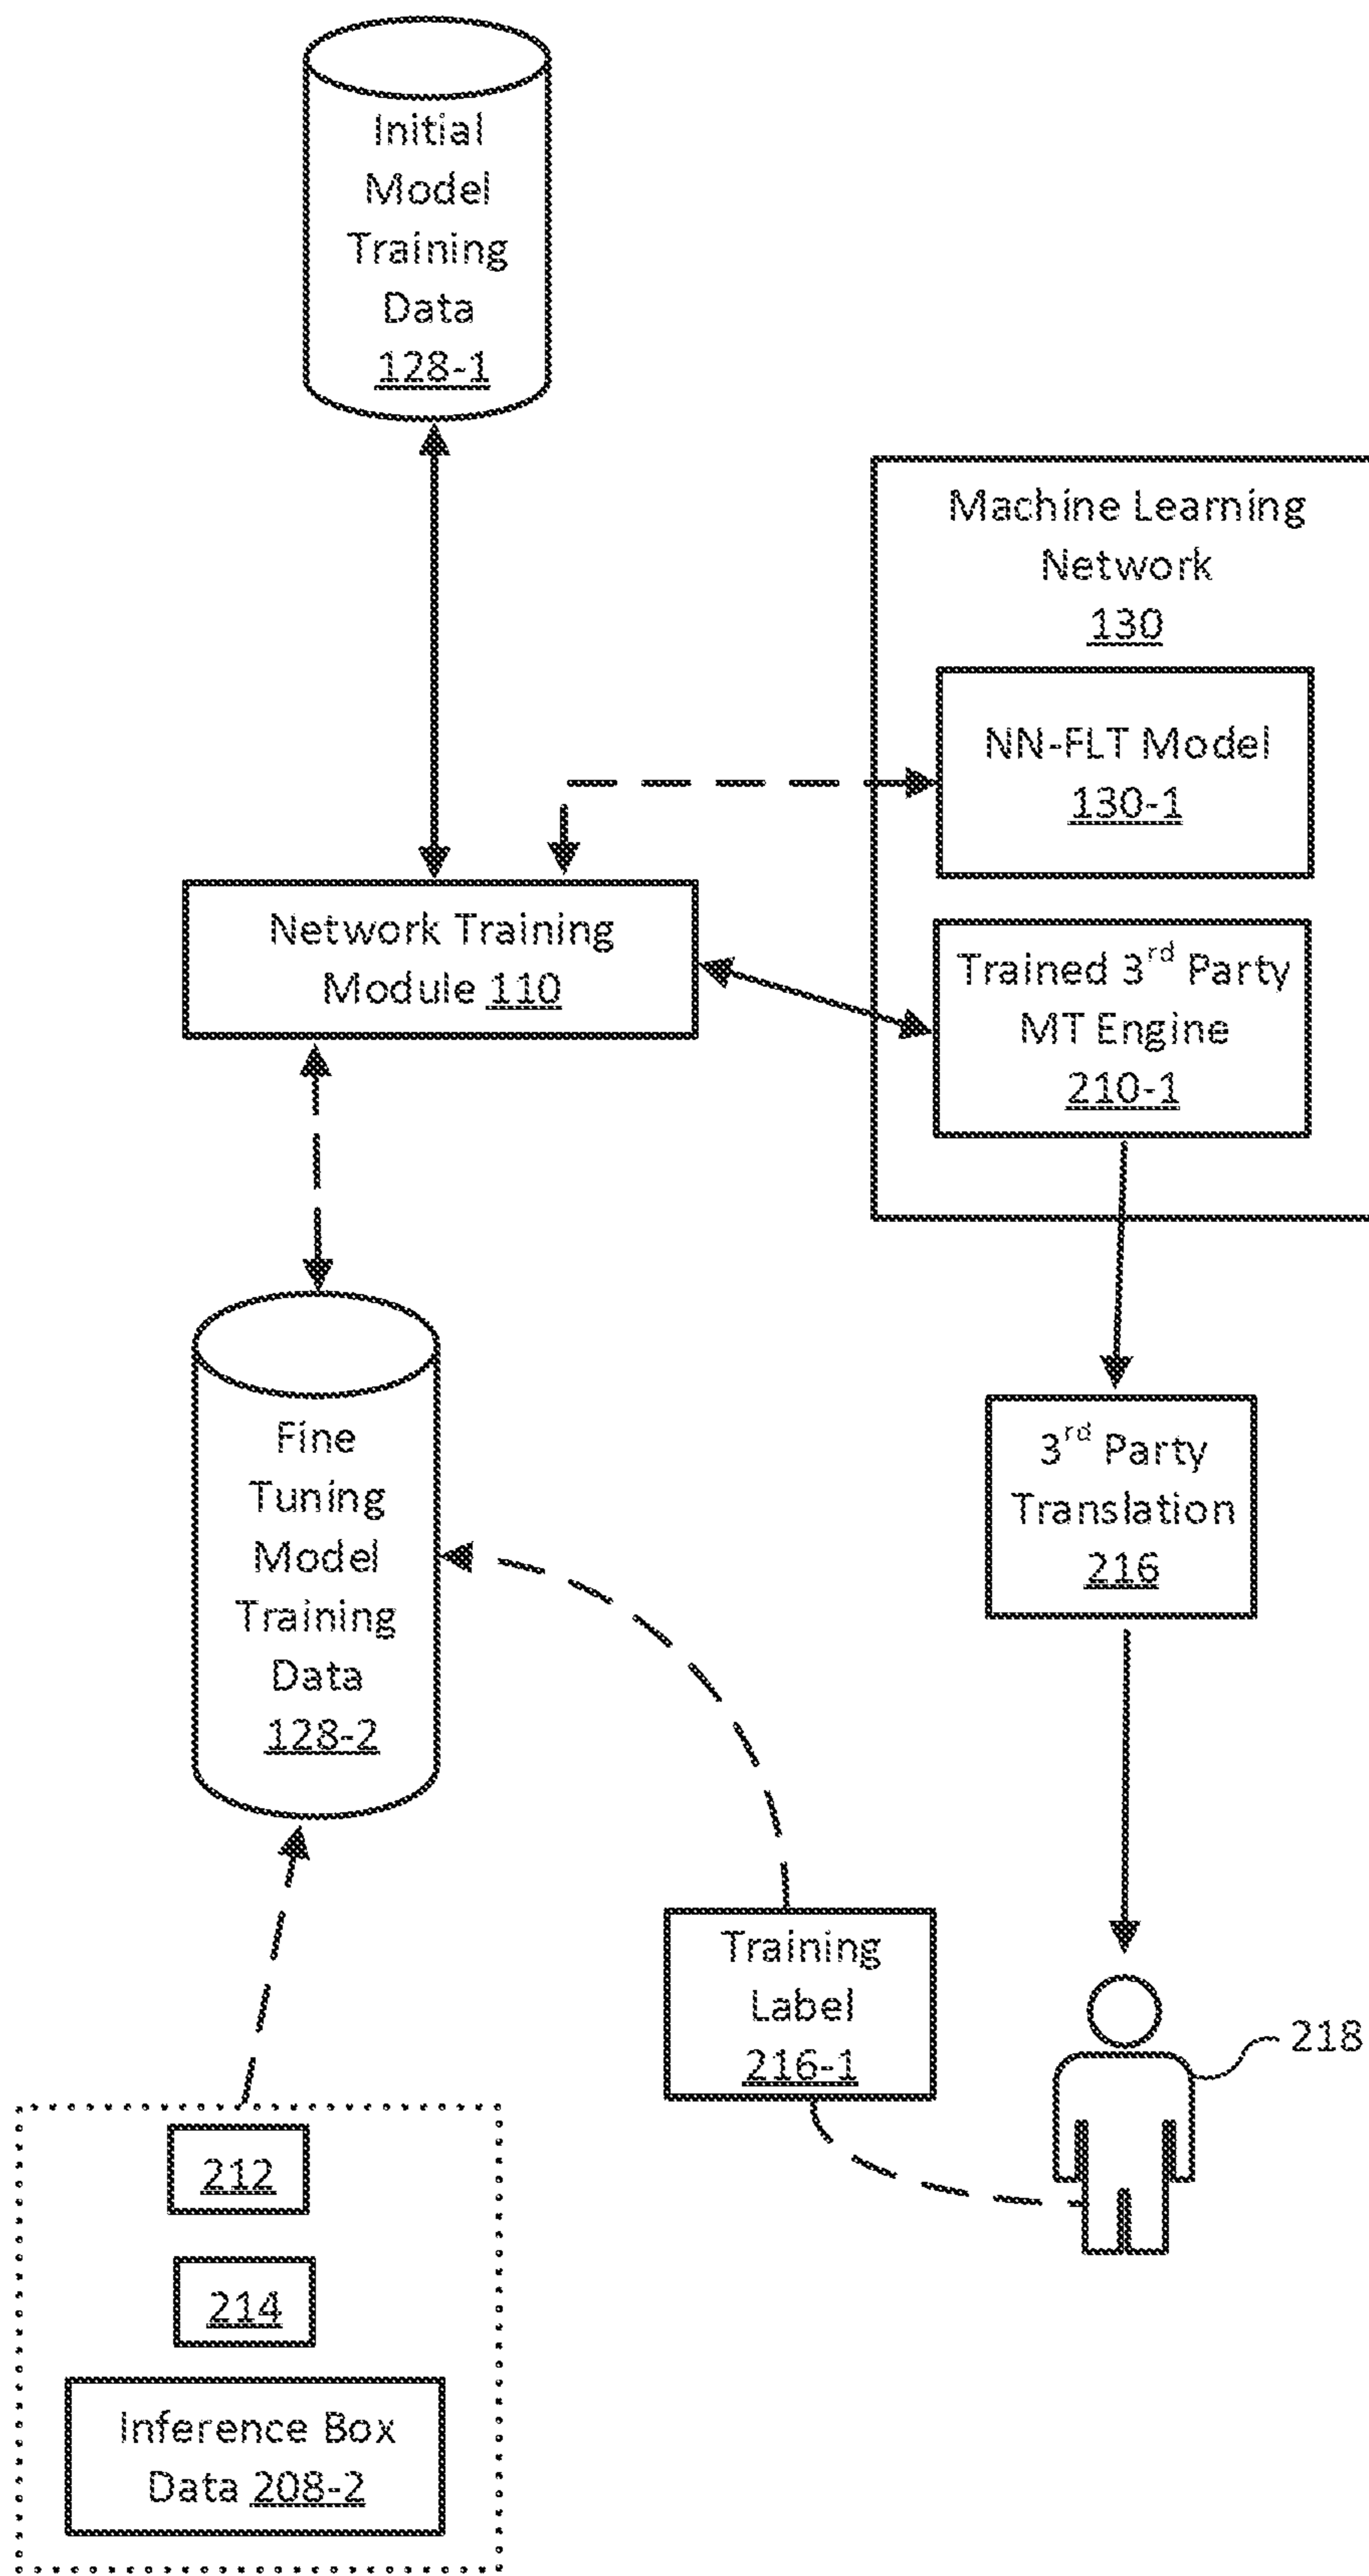 Initial
Model
Training
Data
128-1
Machine Learning
Network
130
NN-FLT Model
130-1
Network Training
Module 110
Trained 3rd Party
MT Engine
210-1
3rd Party
Translation
216
Fine
Tuning
Model
Training
Data
128-2
Training
Label
216-1
218
212
214
Inference Box
Data 208-2